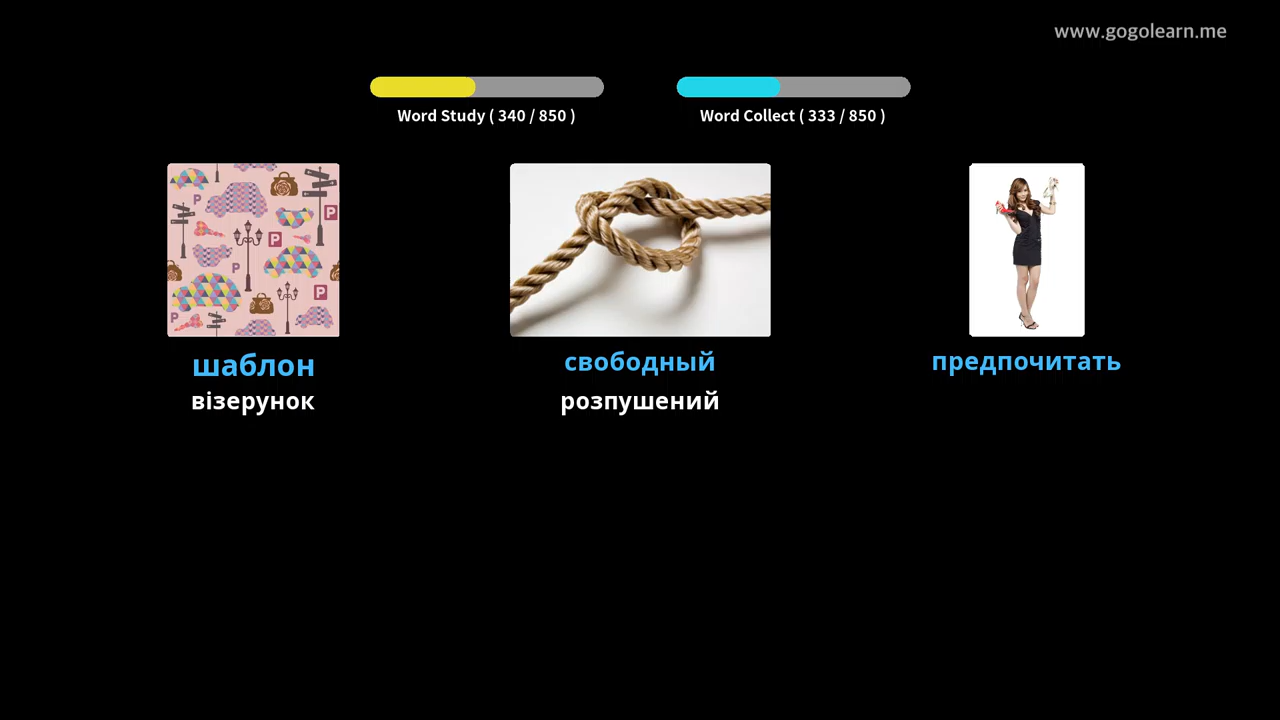 www.gogolearn.me
Word Study ( 340 / 850 )
Word Collect ( 333 / 850 )
P
P
P
P
P
P
шаблон
свободный
предпочитать
візерунок
розпушений